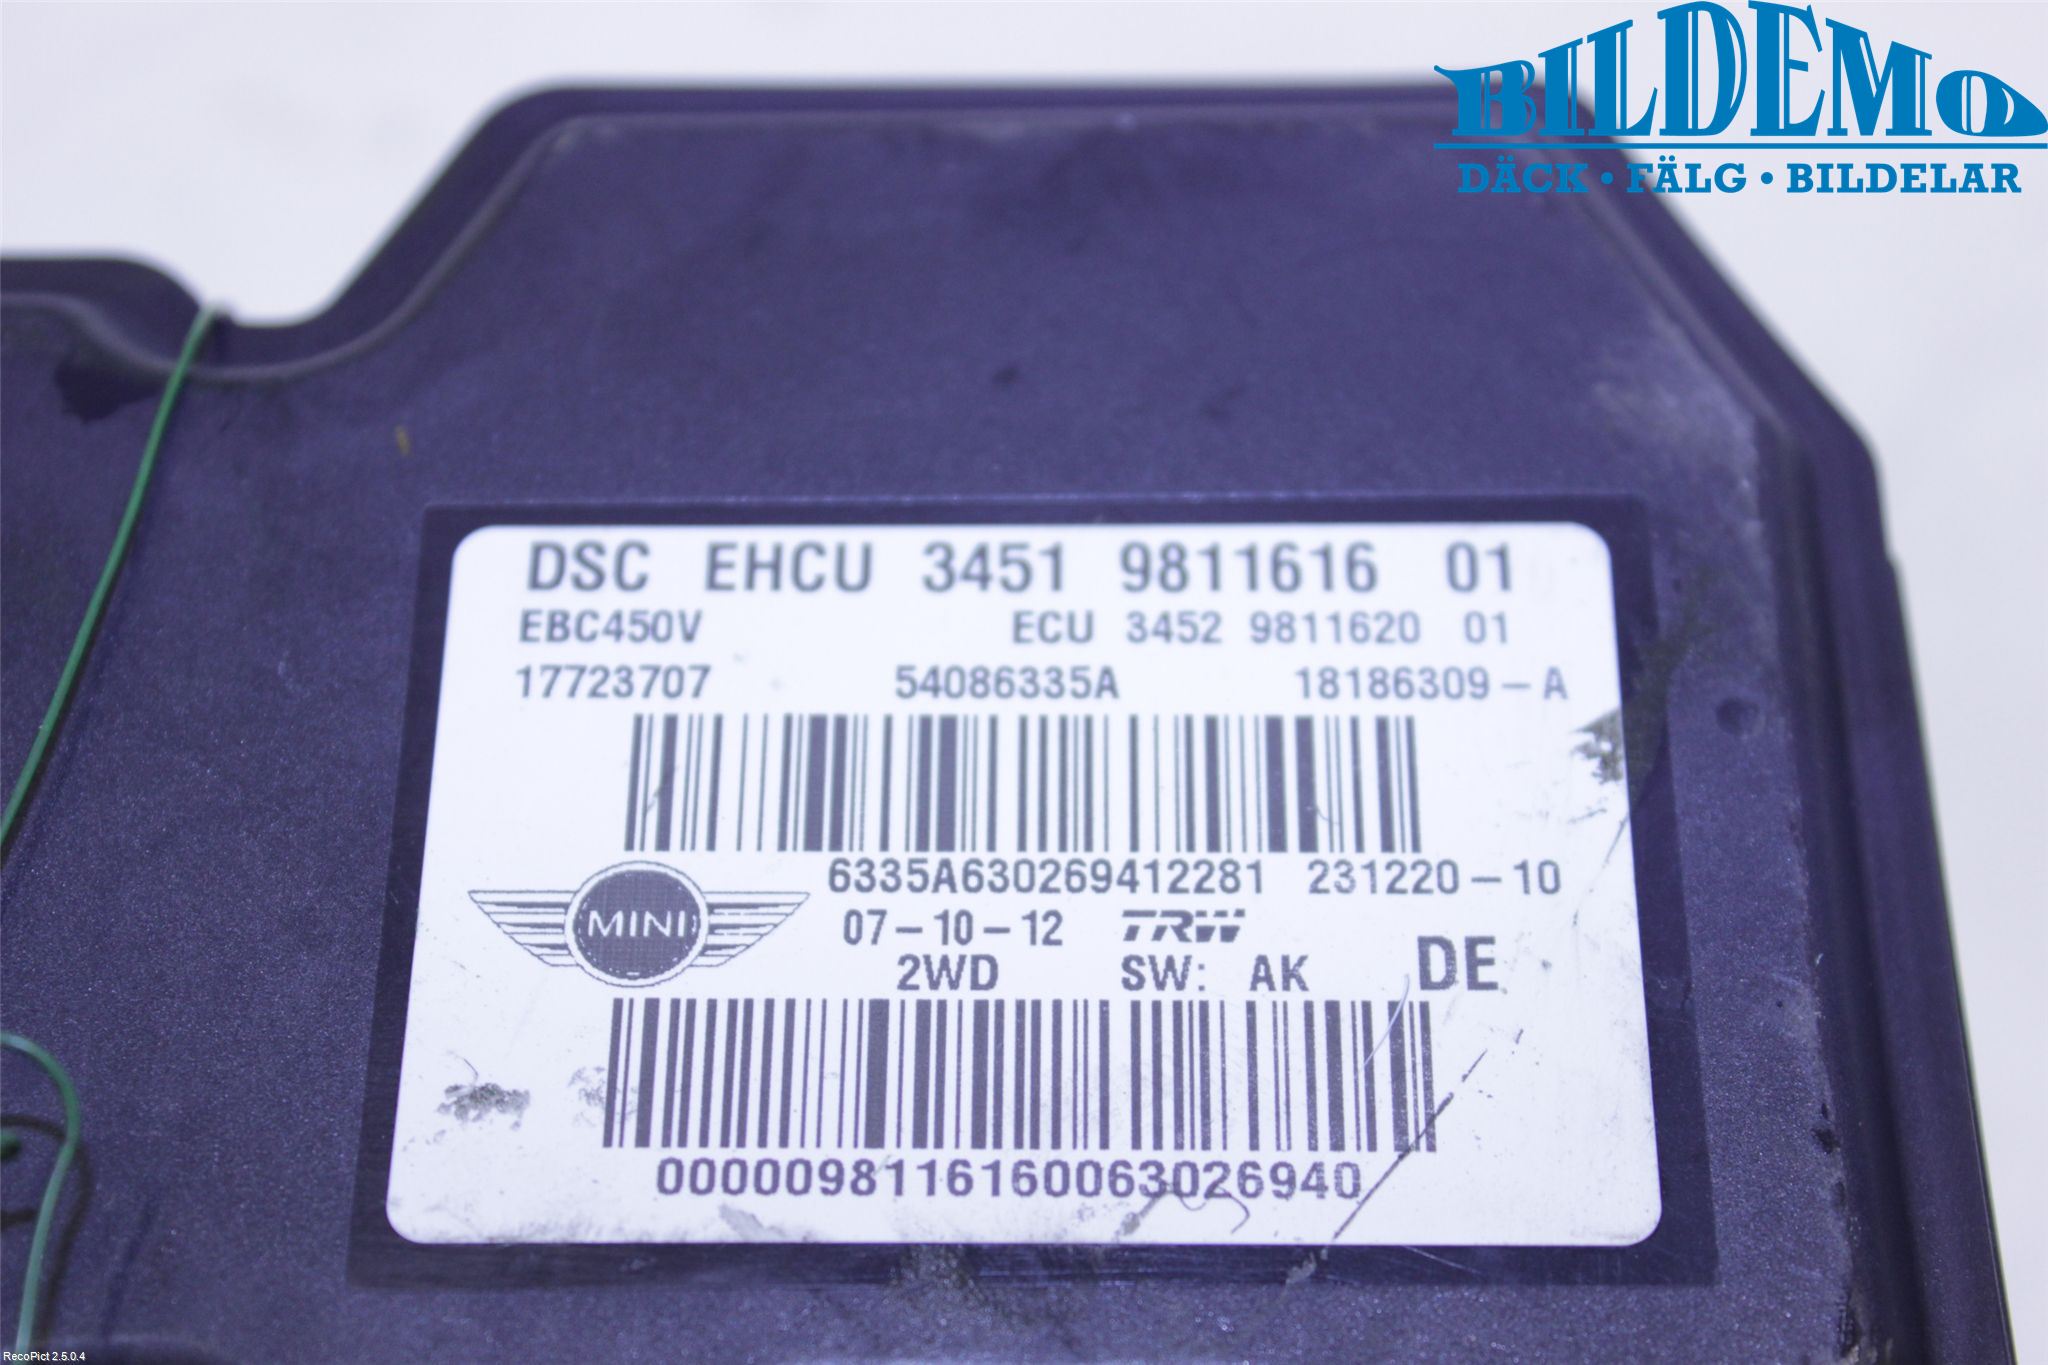 BILDEMO
DÄCK • FÄLG • BILDELAR
DSC EHCU 3451 9811616 01
EBC450V ECU 3452 9811620 01
17723707 54086335A 18186309-A
6335A630269412281 231220-10
MINI 07-10-12 TRW
2WD SW: AK DE
0000098116160063026940
RecoPict 2.5.0.4